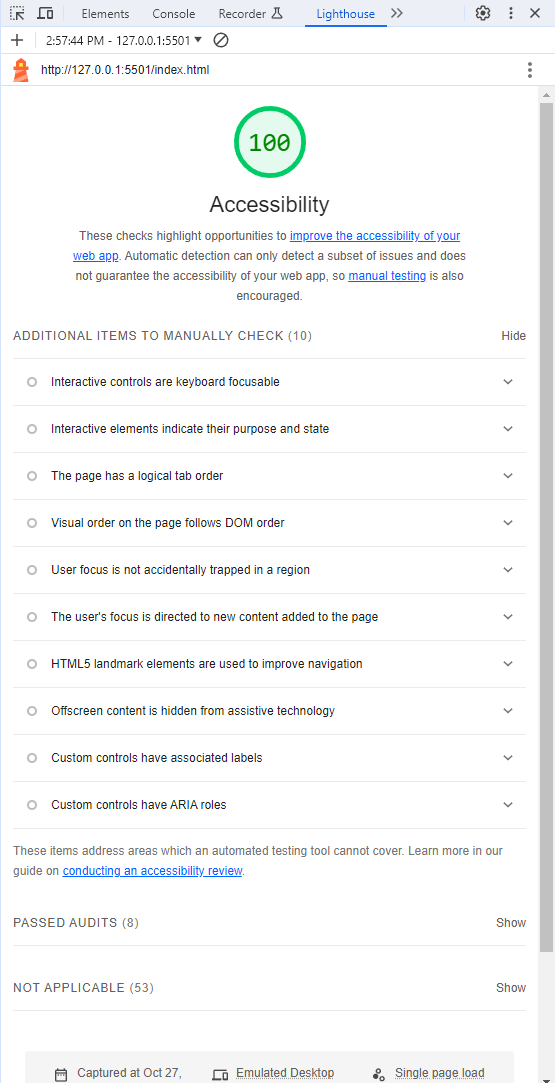 Elements Console Recorder Lighthouse
2:57:44 PM - 127.0.0.1:5501
http://127.0.0.1:5501/index.html
100
Accessibility
These checks highlight opportunities to improve the accessibility of your
web app. Automatic detection can only detect a subset of issues and does
not guarantee the accessibility of your web app, so manual testing is also
encouraged.
ADDITIONAL ITEMS TO MANUALLY CHECK (10) Hide
Interactive controls are keyboard focusable
Interactive elements indicate their purpose and state
The page has a logical tab order
Visual order on the page follows DOM order
User focus is not accidentally trapped in a region
The user's focus is directed to new content added to the page
HTML5 landmark elements are used to improve navigation
Offscreen content is hidden from assistive technology
Custom controls have associated labels
Custom controls have ARIA roles
These items address areas which an automated testing tool cannot cover. Learn more in our
guide on conducting an accessibility review.
PASSED AUDITS (8) Show
NOT APPLICABLE (53) Show
Captured at Oct 27, Emulated Desktop Single page load